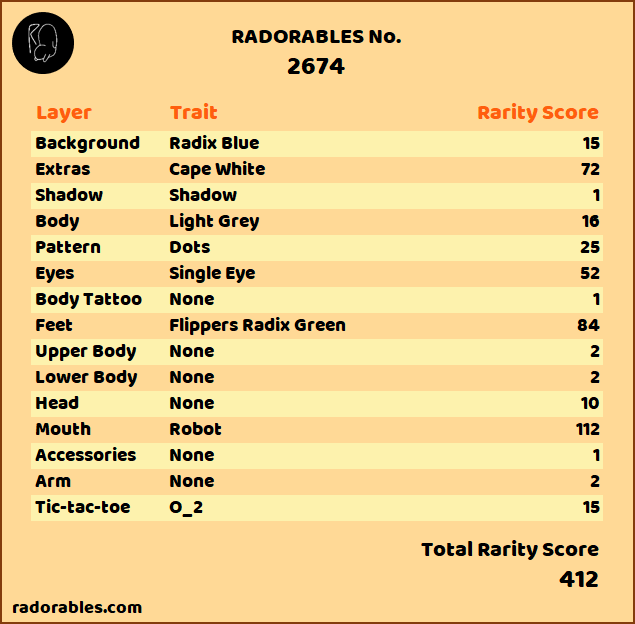 RADORABLES No.
2674
Layer Trait Rarity Score
Background Radix Blue 15
Extras Cape White 72
Shadow Shadow 1
Body Light Grey 16
Pattern Dots 25
Eyes Single Eye 52
Body Tattoo None 1
Feet Flippers Radix Green 84
Upper Body None 2
Lower Body None 2
Head None 10
Mouth Robot 112
Accessories None 1
Arm None 2
Tic-tac-toe O_2 15
Total Rarity Score
412
radorables.com